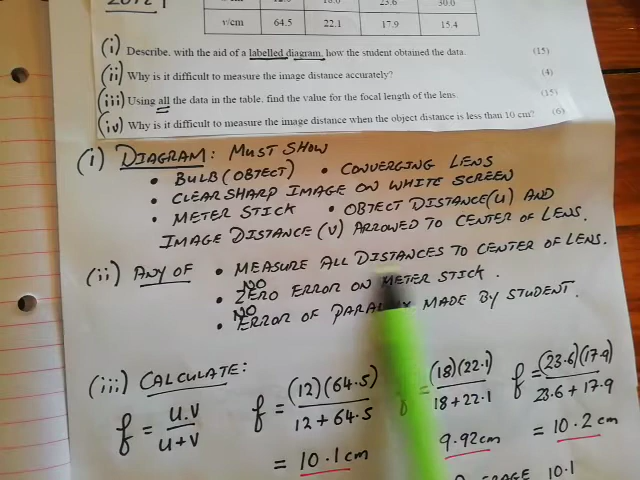 2012
23.6 30.0
v/cm 64.5 22.1 17.9 15.4
(i) Describe, with the aid of a labelled diagram, how the student obtained the data. (15)
(ii) Why is it difficult to measure the image distance accurately? (4)
(iii) Using all the data in the table, find the value for the focal length of the lens. (15)
(iv) Why is it difficult to measure the image distance when the object distance is less than 10 cm? (6)
(i) DIAGRAM: MUST SHOW
• BULB (OBJECT) • CONVERGING LENS
• CLEAR SHARP IMAGE ON WHITE SCREEN
• METER STICK • OBJECT DISTANCE (u) AND
IMAGE DISTANCE (V) ARROWED TO CENTER OF LENS.
(ii) ANY OF • MEASURE ALL DISTANCES TO CENTER OF LENS.
• NO ZERO ERROR ON METER STICK.
• NO ERROR OF PARALLAX MADE BY STUDENT.
(iii) CALCULATE:
f = u.v / u+v f = (12)(64.5) / 12 + 64.5 = (18)(22.1) / 18 + 22.1 f = (23.6)(17.9) / 23.6 + 17.9
= 10.1 cm 9.92cm = 10.2 cm
10.1